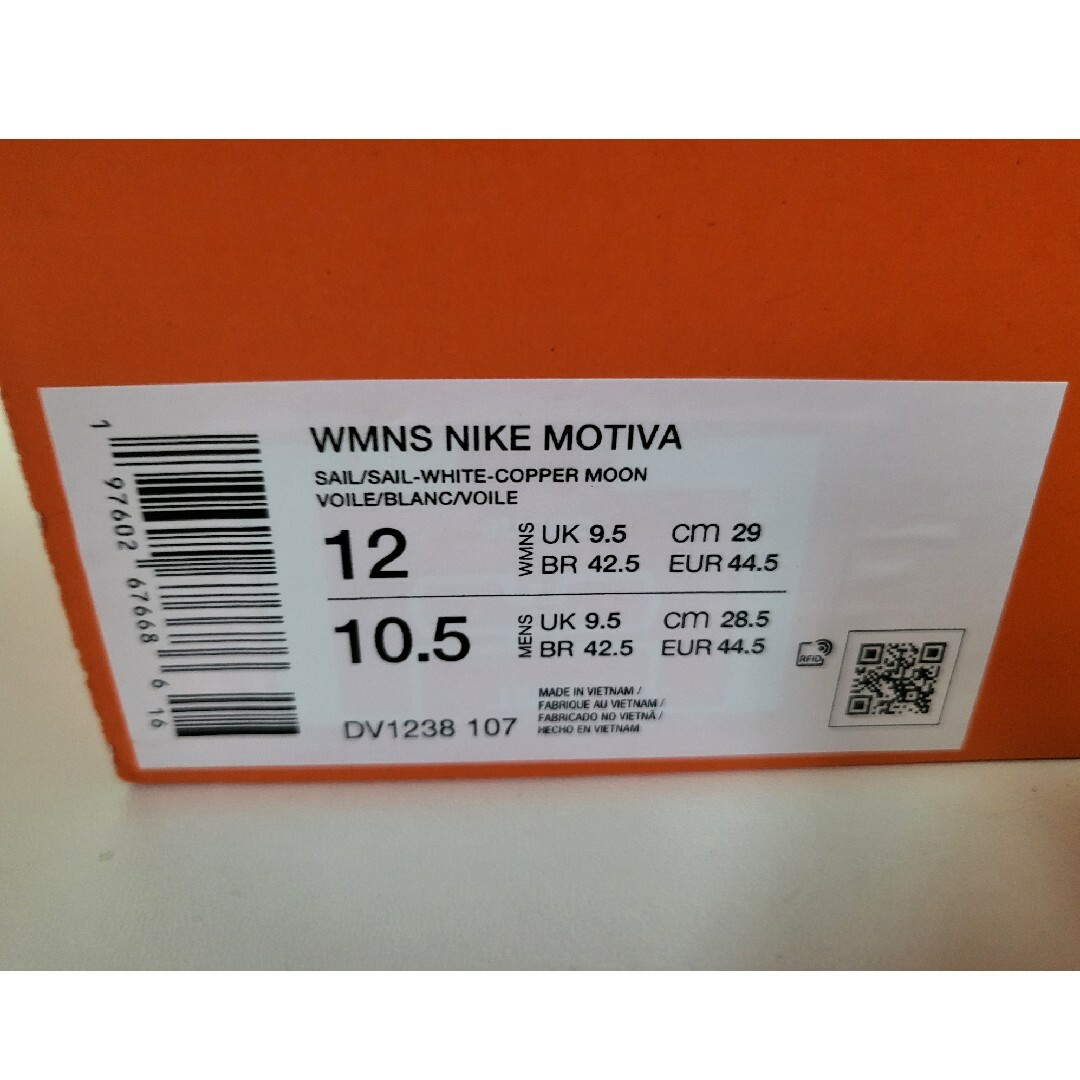 WMNS NIKE MOTIVA
SAIL/SAIL-WHITE-COPPER MOON
VOILE/BLANC/VOILE
12 WMNS UK 9.5 cm 29
BR 42.5 EUR 44.5
10.5 MENS UK 9.5 cm 28.5
BR 42.5 EUR 44.5
DV1238 107
MADE IN VIETNAM /
FABRIQUE AU VIETNAM /
FABRICADO NO VIETNÃ /
HECHO EN VIETNAM
RFID
1 97602 67668 6 16